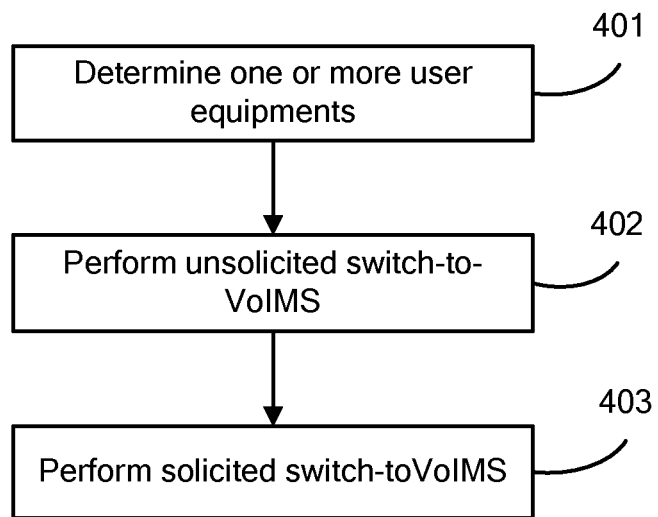 401
Determine one or more user
equipments
402
Perform unsolicited switch-to-
VoIMS
403
Perform solicited switch-toVoIMS